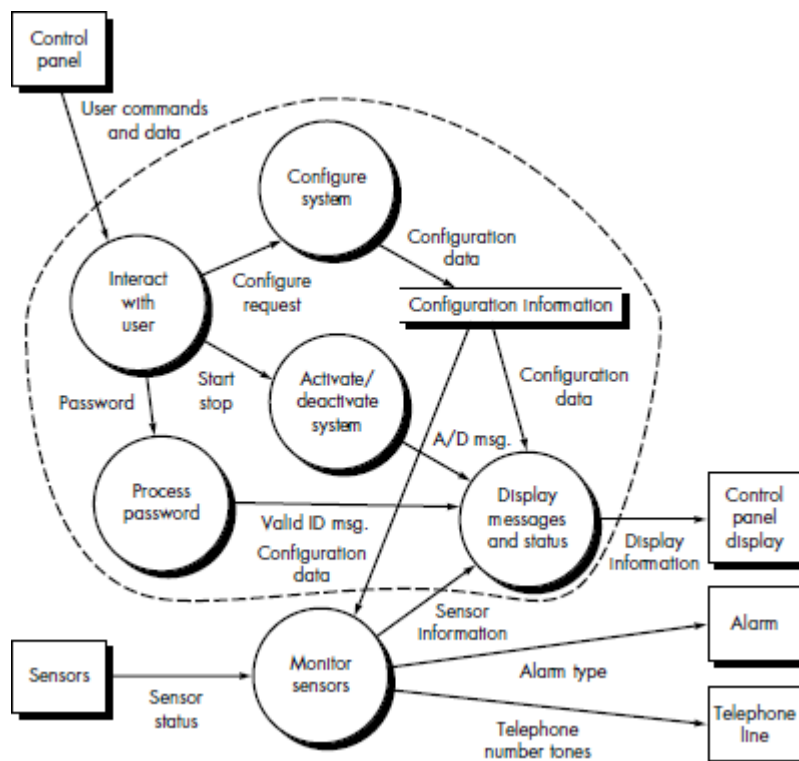 Control
panel
User commands
and data
Configure
system
Configuration
data
Interact
with
user
Configure
request
Configuration information
Start
stop
Activate/
deactivate
system
Configuration
data
Password
A/D msg.
Process
password
Valid ID msg.
Display
messages
and status
Control
panel
display
Display
information
Configuration
data
Sensor
information
Alarm
Sensors
Sensor
status
Monitor
sensors
Alarm type
Telephone
number tones
Telephone
line